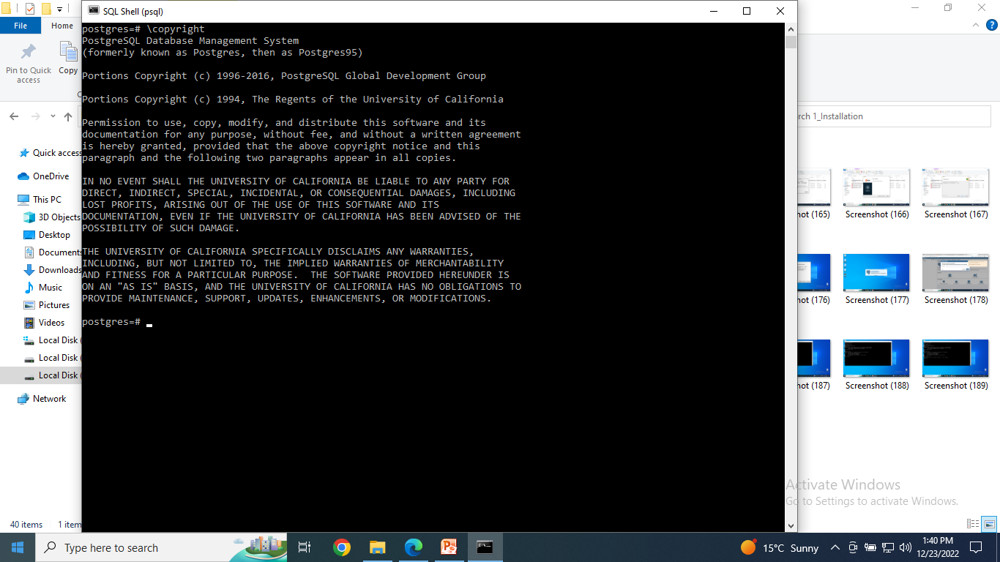 SQL Shell (psql)
File
Home
Pin to Quick
access
Copy
postgres=# \copyright
PostgreSQL Database Management System
(formerly known as Postgres, then as Postgres95)
Portions Copyright (c) 1996-2016, PostgreSQL Global Development Group
Portions Copyright (c) 1994, The Regents of the University of California
Permission to use, copy, modify, and distribute this software and its
documentation for any purpose, without fee, and without a written agreement
is hereby granted, provided that the above copyright notice and this
paragraph and the following two paragraphs appear in all copies.
IN NO EVENT SHALL THE UNIVERSITY OF CALIFORNIA BE LIABLE TO ANY PARTY FOR
DIRECT, INDIRECT, SPECIAL, INCIDENTAL, OR CONSEQUENTIAL DAMAGES, INCLUDING
LOST PROFITS, ARISING OUT OF THE USE OF THIS SOFTWARE AND ITS
DOCUMENTATION, EVEN IF THE UNIVERSITY OF CALIFORNIA HAS BEEN ADVISED OF THE
POSSIBILITY OF SUCH DAMAGE.
THE UNIVERSITY OF CALIFORNIA SPECIFICALLY DISCLAIMS ANY WARRANTIES,
INCLUDING, BUT NOT LIMITED TO, THE IMPLIED WARRANTIES OF MERCHANTABILITY
AND FITNESS FOR A PARTICULAR PURPOSE.  THE SOFTWARE PROVIDED HEREUNDER IS
ON AN "AS IS" BASIS, AND THE UNIVERSITY OF CALIFORNIA HAS NO OBLIGATIONS TO
PROVIDE MAINTENANCE, SUPPORT, UPDATES, ENHANCEMENTS, OR MODIFICATIONS.
postgres=#
Quick access
OneDrive
This PC
3D Objects
Desktop
Documents
Downloads
Music
Pictures
Videos
Local Disk (
Local Disk (
Local Disk (
Network
40 items 1 item
rch 1_Installation
hot (165) Screenshot (166) Screenshot (167)
hot (176) Screenshot (177) Screenshot (178)
hot (187) Screenshot (188) Screenshot (189)
Activate Windows
Go to Settings to activate Windows.
Type here to search
15°C Sunny
1:40 PM
12/23/2022